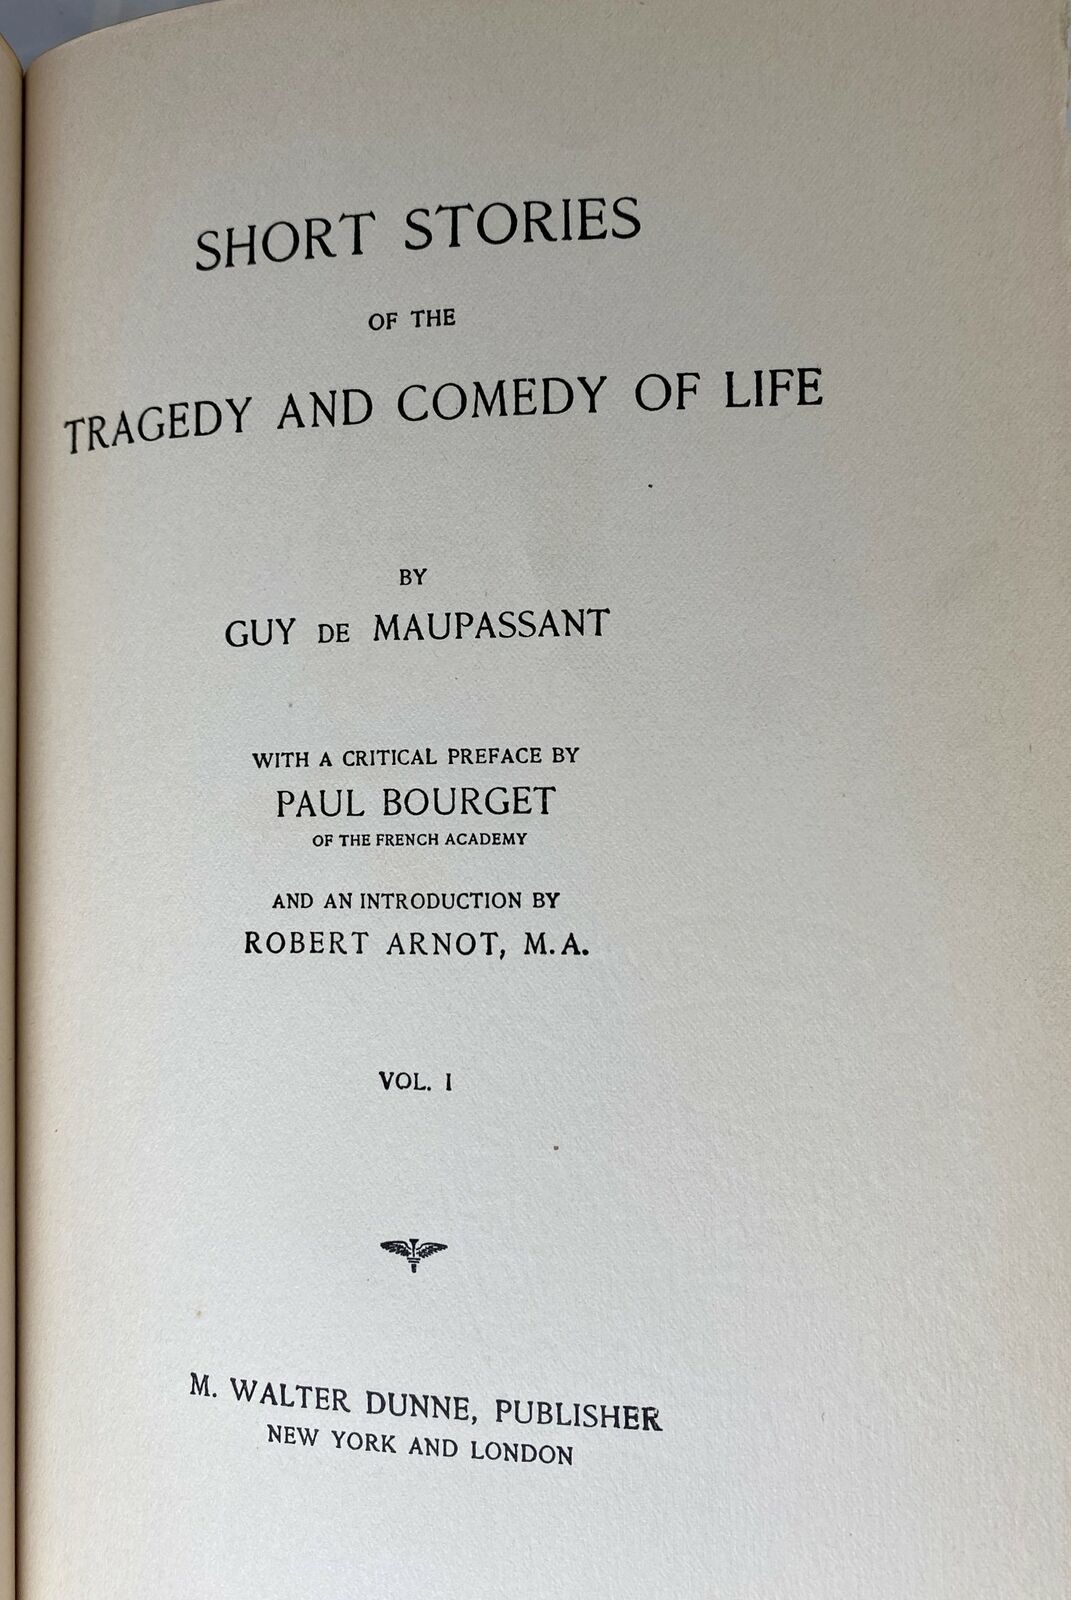 SHORT STORIES
OF THE
TRAGEDY AND COMEDY OF LIFE
BY
GUY DE MAUPASSANT
WITH A CRITICAL PREFACE BY
PAUL BOURGET
OF THE FRENCH ACADEMY
AND AN INTRODUCTION BY
ROBERT ARNOT, M.A.
VOL. I
M. WALTER DUNNE, PUBLISHER
NEW YORK AND LONDON